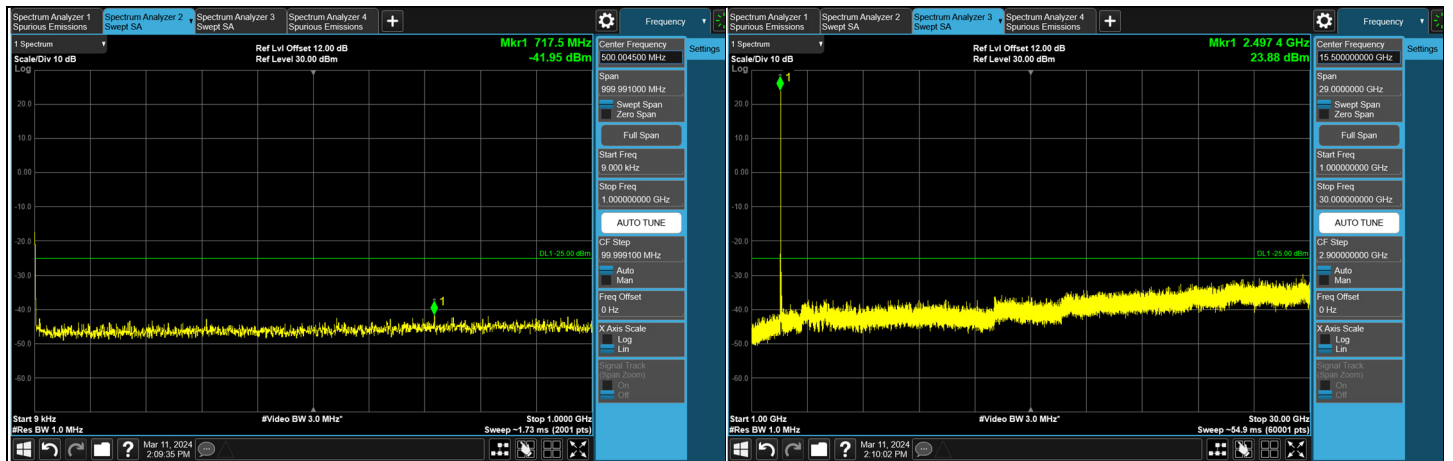 Spectrum Analyzer 1
Spurious Emissions
Spectrum Analyzer 2
Swept SA
Spectrum Analyzer 3
Swept SA
Spectrum Analyzer 4
Spurious Emissions
Frequency
1 Spectrum
Scale/Div 10 dB
Log
Ref Lvl Offset 12.00 dB
Ref Level 30.00 dBm
Mkr1 717.5 MHz
-41.95 dBm
20.0
10.0
0.00
-10.0
-20.0
-30.0
-40.0
-50.0
-60.0
DL1 -25.00 dBm
1
Start 9 kHz
#Res BW 1.0 MHz
#Video BW 3.0 MHz*
Stop 1.0000 GHz
Sweep ~1.73 ms (2001 pts)
Center Frequency
500.004500 MHz
Settings
Span
999.991000 MHz
Swept Span
Zero Span
Full Span
Start Freq
9.000 kHz
Stop Freq
1.000000000 GHz
AUTO TUNE
CF Step
99.999100 MHz
Auto
Man
Freq Offset
0 Hz
X Axis Scale
Log
Lin
Signal Track
(Span Zoom)
On
Off
Mar 11, 2024
2:09:35 PM
Spectrum Analyzer 1
Spurious Emissions
Spectrum Analyzer 2
Swept SA
Spectrum Analyzer 3
Swept SA
Spectrum Analyzer 4
Spurious Emissions
Frequency
1 Spectrum
Scale/Div 10 dB
Log
Ref Lvl Offset 12.00 dB
Ref Level 30.00 dBm
Mkr1 2.497 4 GHz
23.88 dBm
20.0
10.0
0.00
-10.0
-20.0
-30.0
-40.0
-50.0
-60.0
DL1 -25.00 dBm
1
Start 1.00 GHz
#Res BW 1.0 MHz
#Video BW 3.0 MHz*
Stop 30.00 GHz
Sweep ~54.9 ms (60001 pts)
Center Frequency
15.500000000 GHz
Settings
Span
29.0000000 GHz
Swept Span
Zero Span
Full Span
Start Freq
1.000000000 GHz
Stop Freq
30.000000000 GHz
AUTO TUNE
CF Step
2.900000000 GHz
Auto
Man
Freq Offset
0 Hz
X Axis Scale
Log
Lin
Signal Track
(Span Zoom)
On
Off
Mar 11, 2024
2:10:02 PM